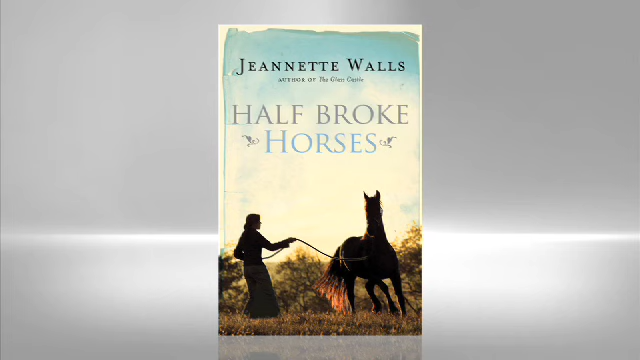 JEANNETTE WALLS
AUTHOR OF The Glass Castle
HALF BROKE
HORSES